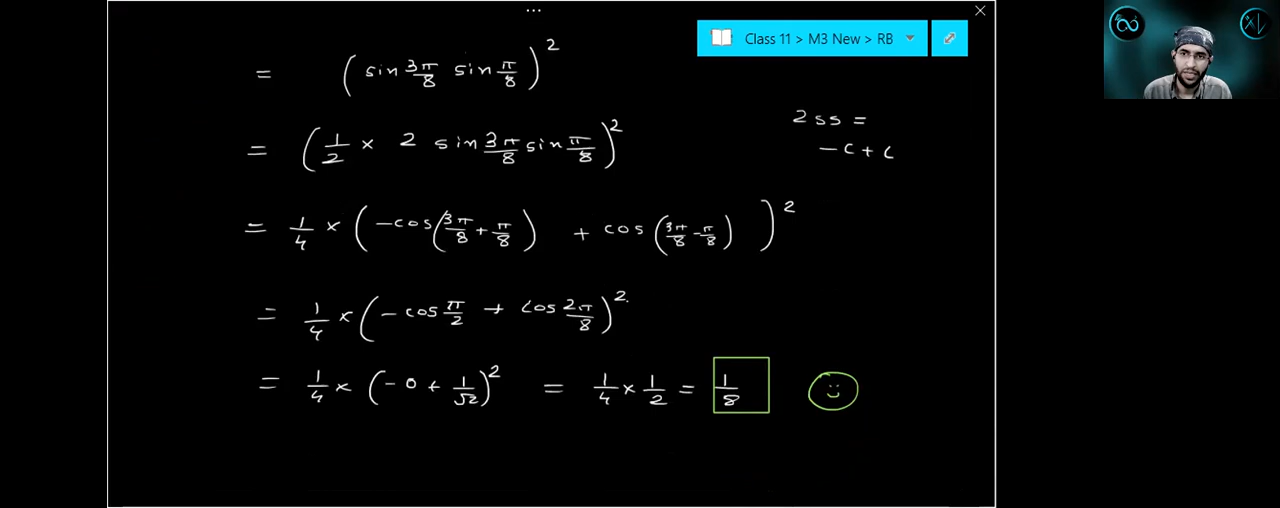 ...
Class 11 > M3 New > RB
= (sin 3π/8 sin π/8)²
2ss =
-c + c
= (1/2 × 2 sin 3π/8 sin π/8)²
= 1/4 × (-cos(3π/8 + π/8) + cos(3π/8 - π/8))²
= 1/4 × (-cos π/2 + cos 2π/8)²
= 1/4 × (-0 + 1/√2)² = 1/4 × 1/2 = 1/8